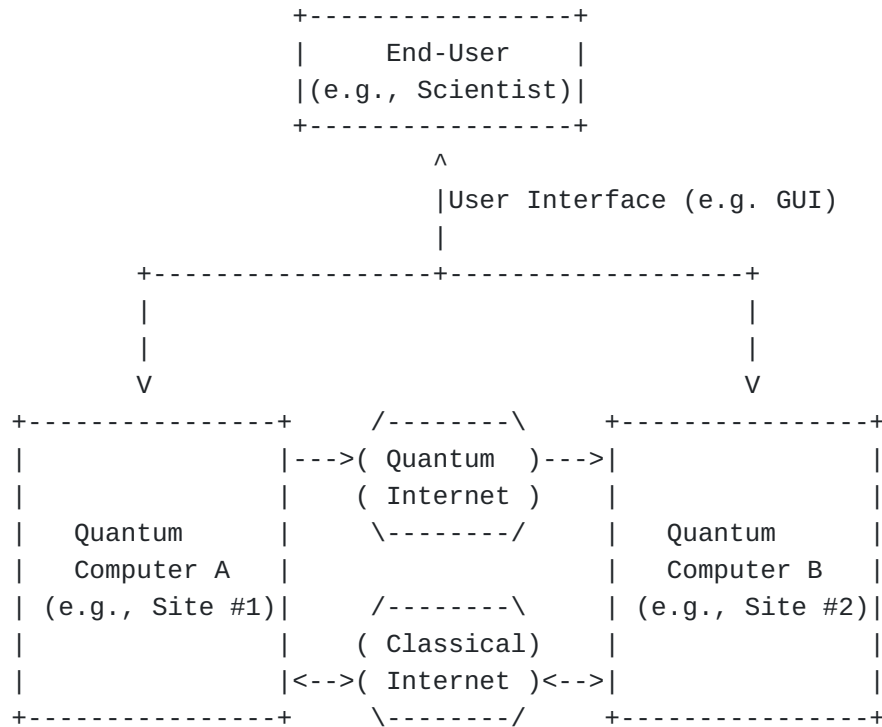 End-User
(e.g., Scientist)
User Interface (e.g. GUI)
Quantum
Internet
Quantum
Computer A
(e.g., Site #1)
Quantum
Computer B
(e.g., Site #2)
Classical
Internet